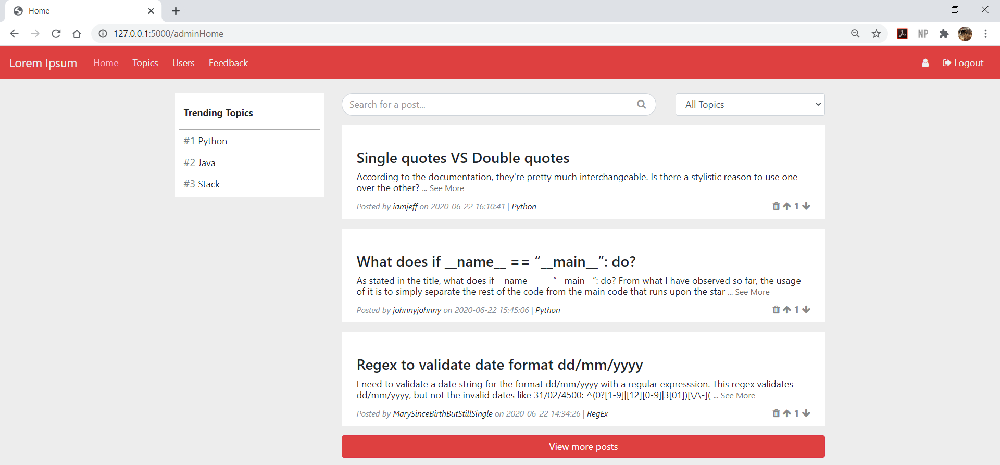 Home
127.0.0.1:5000/adminHome
NP
Lorem Ipsum Home Topics Users Feedback Logout
Trending Topics
#1 Python
#2 Java
#3 Stack
Search for a post...
All Topics
Single quotes VS Double quotes
According to the documentation, they're pretty much interchangeable. Is there a stylistic reason to use one
over the other? ... See More
Posted by iamjeff on 2020-06-22 16:10:41 | Python
1
What does if __name__ == “__main__”: do?
As stated in the title, what does if __name__ == “__main__”: do? From what I have observed so far, the usage
of it is to simply separate the rest of the code from the main code that runs upon the star ... See More
Posted by johnnyjohnny on 2020-06-22 15:45:06 | Python
1
Regex to validate date format dd/mm/yyyy
I need to validate a date string for the format dd/mm/yyyy with a regular expresssion. This regex validates
dd/mm/yyyy, but not the invalid dates like 31/02/4500: ^(0?[1-9]|[12][0-9]|3[01])[\/\-]( ... See More
Posted by MarySinceBirthButStillSingle on 2020-06-22 14:34:26 | RegEx
1
View more posts